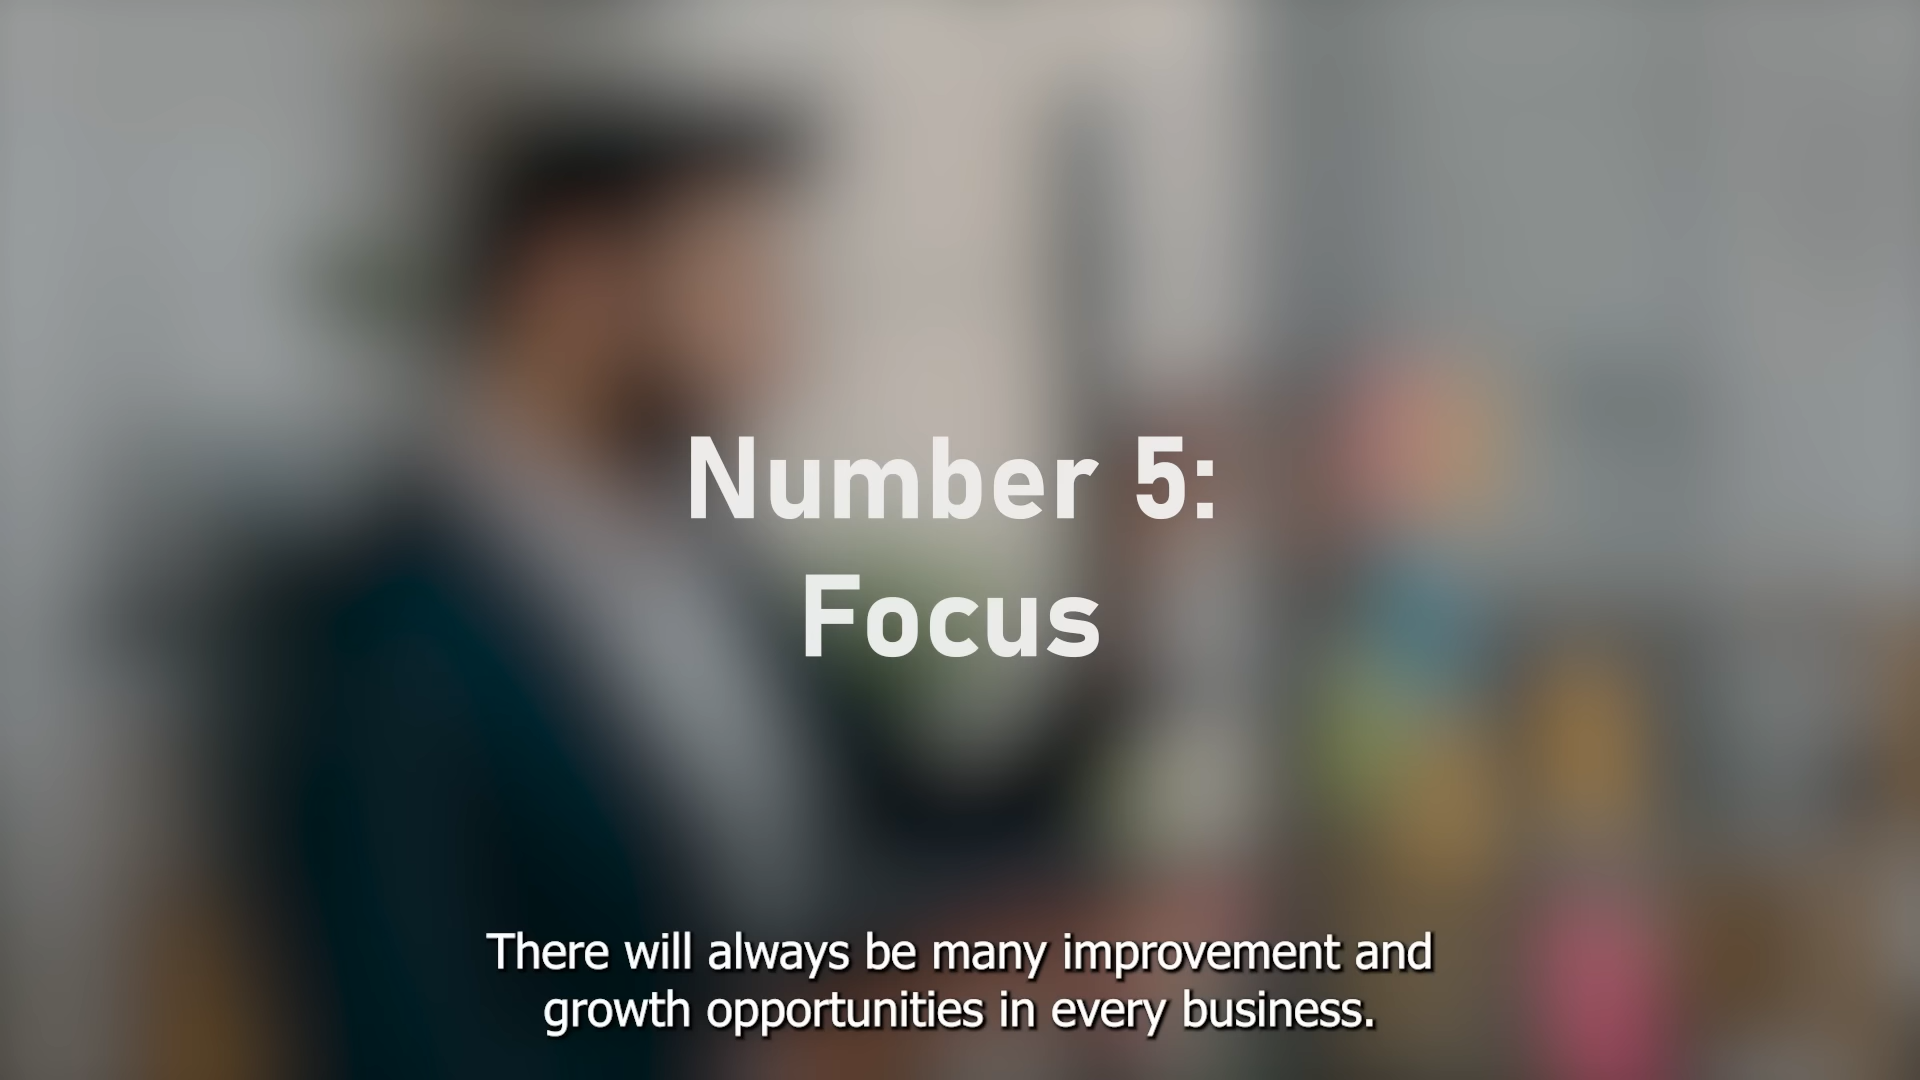 Number 5:
Focus
There will always be many improvement and
growth opportunities in every business.